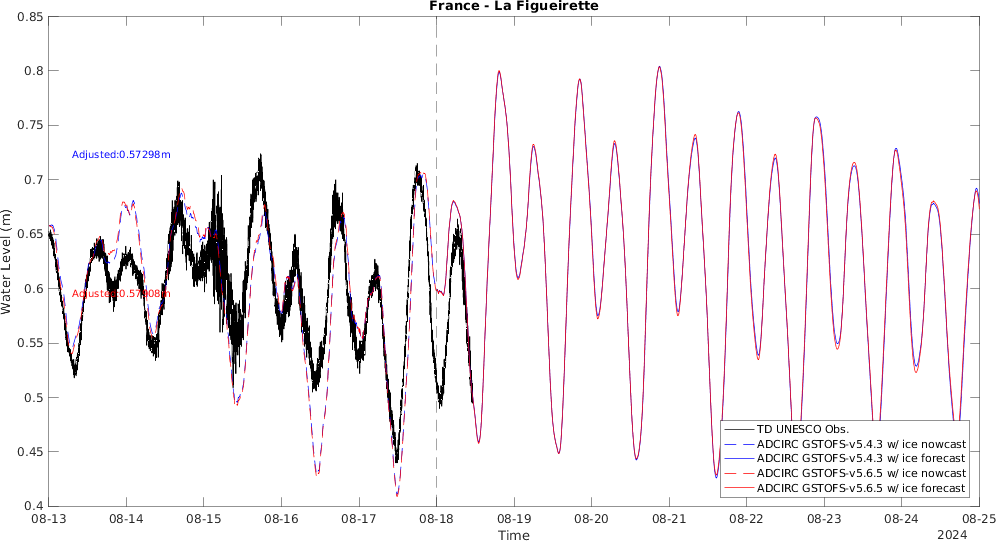 France - La Figueirette
0.85
0.8
0.75
0.7
0.65
0.6
0.55
0.5
0.45
0.4
Water Level (m)
Adjusted:0.57298m
TD UNESCO Obs.
ADCIRC GSTOFS-v5.4.3 w/ ice nowcast
ADCIRC GSTOFS-v5.4.3 w/ ice forecast
ADCIRC GSTOFS-v5.6.5 w/ ice nowcast
ADCIRC GSTOFS-v5.6.5 w/ ice forecast
08-13 08-14 08-15 08-16 08-17 08-18 08-19 08-20 08-21 08-22 08-23 08-24 08-25
Time
2024